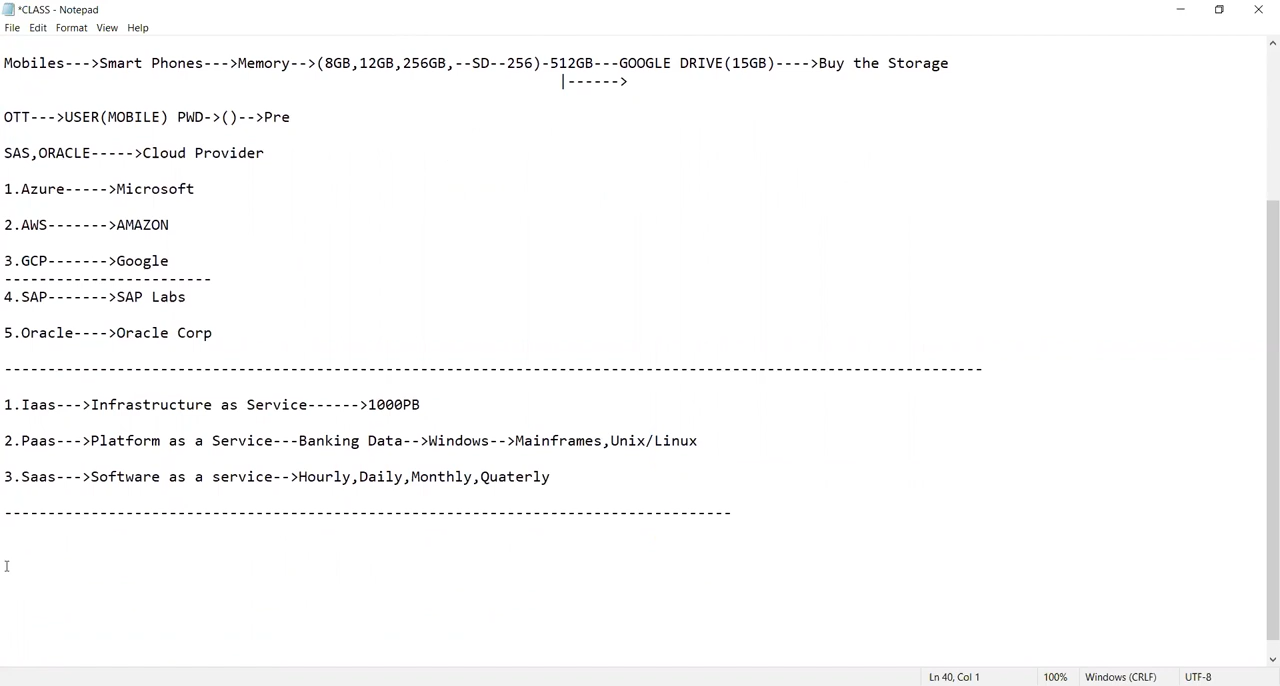 *CLASS - Notepad
File Edit Format View Help
Mobiles--->Smart Phones--->Memory-->(8GB,12GB,256GB,--SD--256)-512GB---GOOGLE DRIVE(15GB)---->Buy the Storage
|------>
OTT--->USER(MOBILE) PWD->()-->Pre
SAS,ORACLE----->Cloud Provider
1.Azure----->Microsoft
2.AWS------->AMAZON
3.GCP------->Google
------------------------
4.SAP------->SAP Labs
5.Oracle---->Oracle Corp
-----------------------------------------------------------------------------------------------------------------
1.Iaas--->Infrastructure as Service------>1000PB
2.Paas--->Platform as a Service---Banking Data-->Windows-->Mainframes,Unix/Linux
3.Saas--->Software as a service-->Hourly,Daily,Monthly,Quaterly
------------------------------------------------------------------------------------
Ln 40, Col 1 100% Windows (CRLF) UTF-8